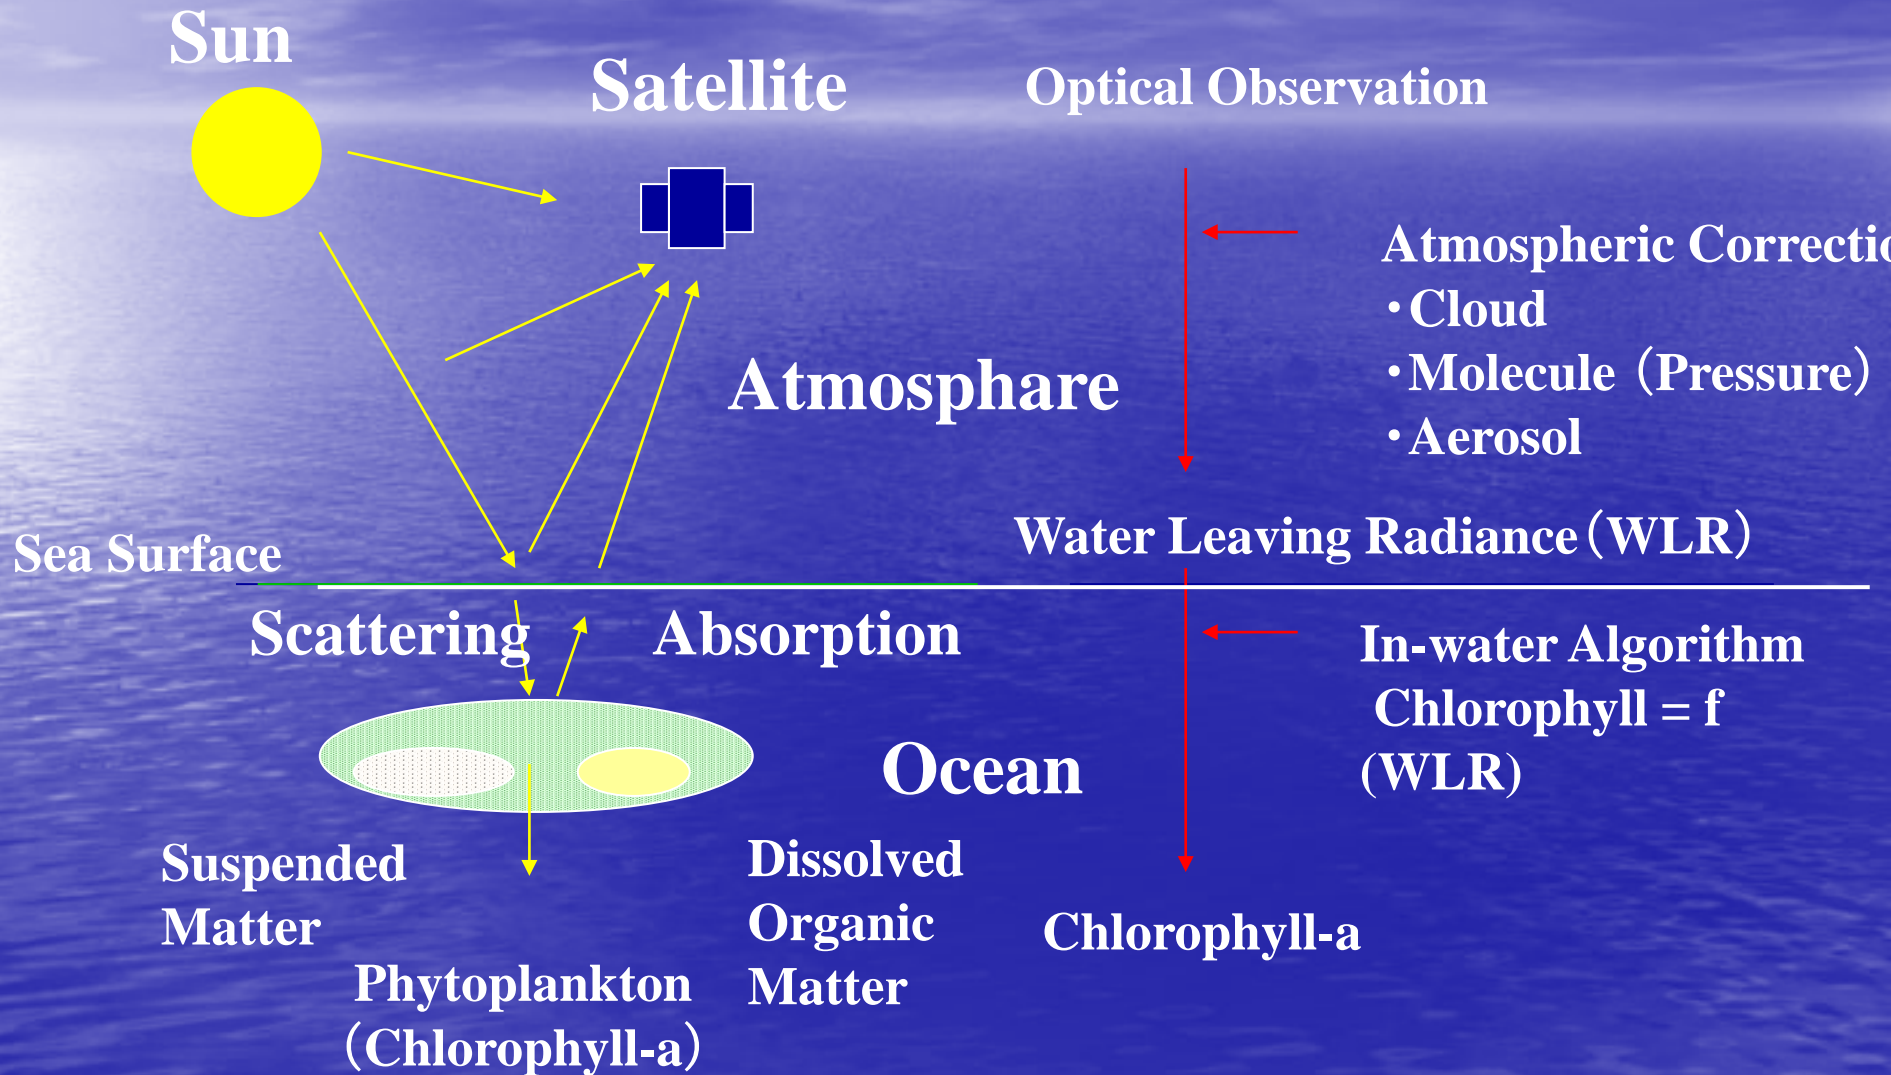 Sun
Satellite
Optical Observation
Atmospheric Correctio
・Cloud
・Molecule（Pressure）
・Aerosol
Atmosphare
Water Leaving Radiance（WLR）
Sea Surface
Scattering
Absorption
In-water Algorithm
Chlorophyll = f
(WLR)
Ocean
Suspended
Matter
Dissolved
Organic
Matter
Chlorophyll-a
Phytoplankton
（Chlorophyll-a）